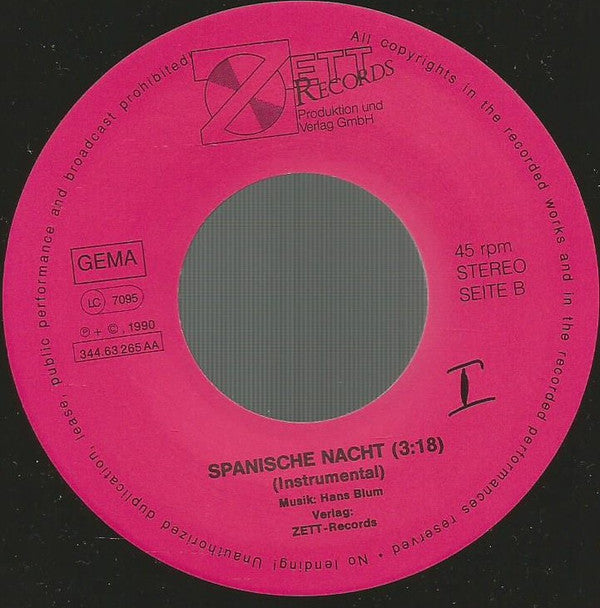 ZETT
RECORDS
Produktion und
Verlag GmbH
All copyrights in the recorded works and in the recorded performances reserved • No lending! Unauthorized duplication, lease, public performance and broadcast prohibited!
GEMA
LC 7095
℗ + ©, 1990
344.63.265 AA
45 rpm
STEREO
SEITE B
I
SPANISCHE NACHT (3:18)
(Instrumental)
Musik: Hans Blum
Verlag:
ZETT-Records